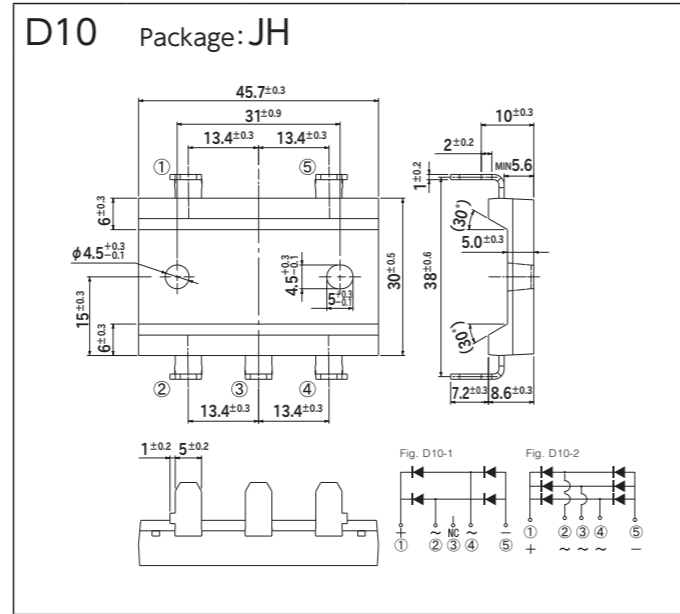 D10 Package: JH
45.7±0.3
31±0.9
13.4±0.3 13.4±0.3
① ⑤
6±0.3
φ4.5+0.3-0.1
4.5+0.3-0.1
5+0.3-0.1
30±0.5
15±0.3
6±0.3
② ③ ④
13.4±0.3 13.4±0.3
10±0.3
2±0.2
MIN5.6
1±0.2
(30°)
5.0±0.3
38±0.6
(30°)
7.2±0.3 8.6±0.3
1±0.2 5±0.2
Fig. D10-1
+ ~ NC ~ −
① ② ③ ④ ⑤
Fig. D10-2
① ② ③ ④ ⑤
+ ~ ~ ~ −